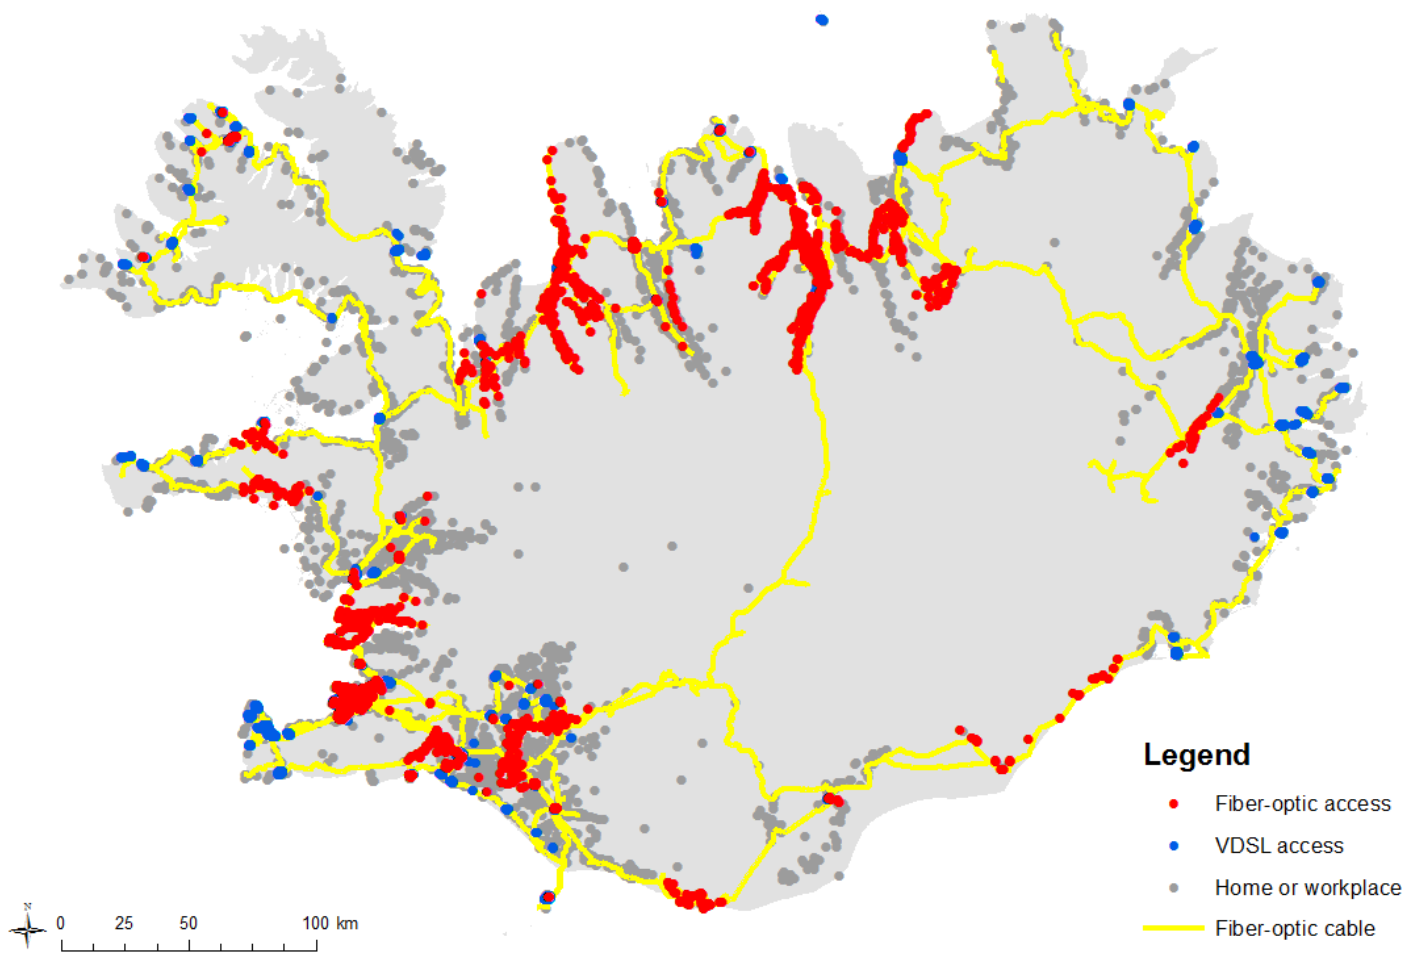 Legend
Fiber-optic access
VDSL access
Home or workplace
Fiber-optic cable
N
0 25 50 100 km